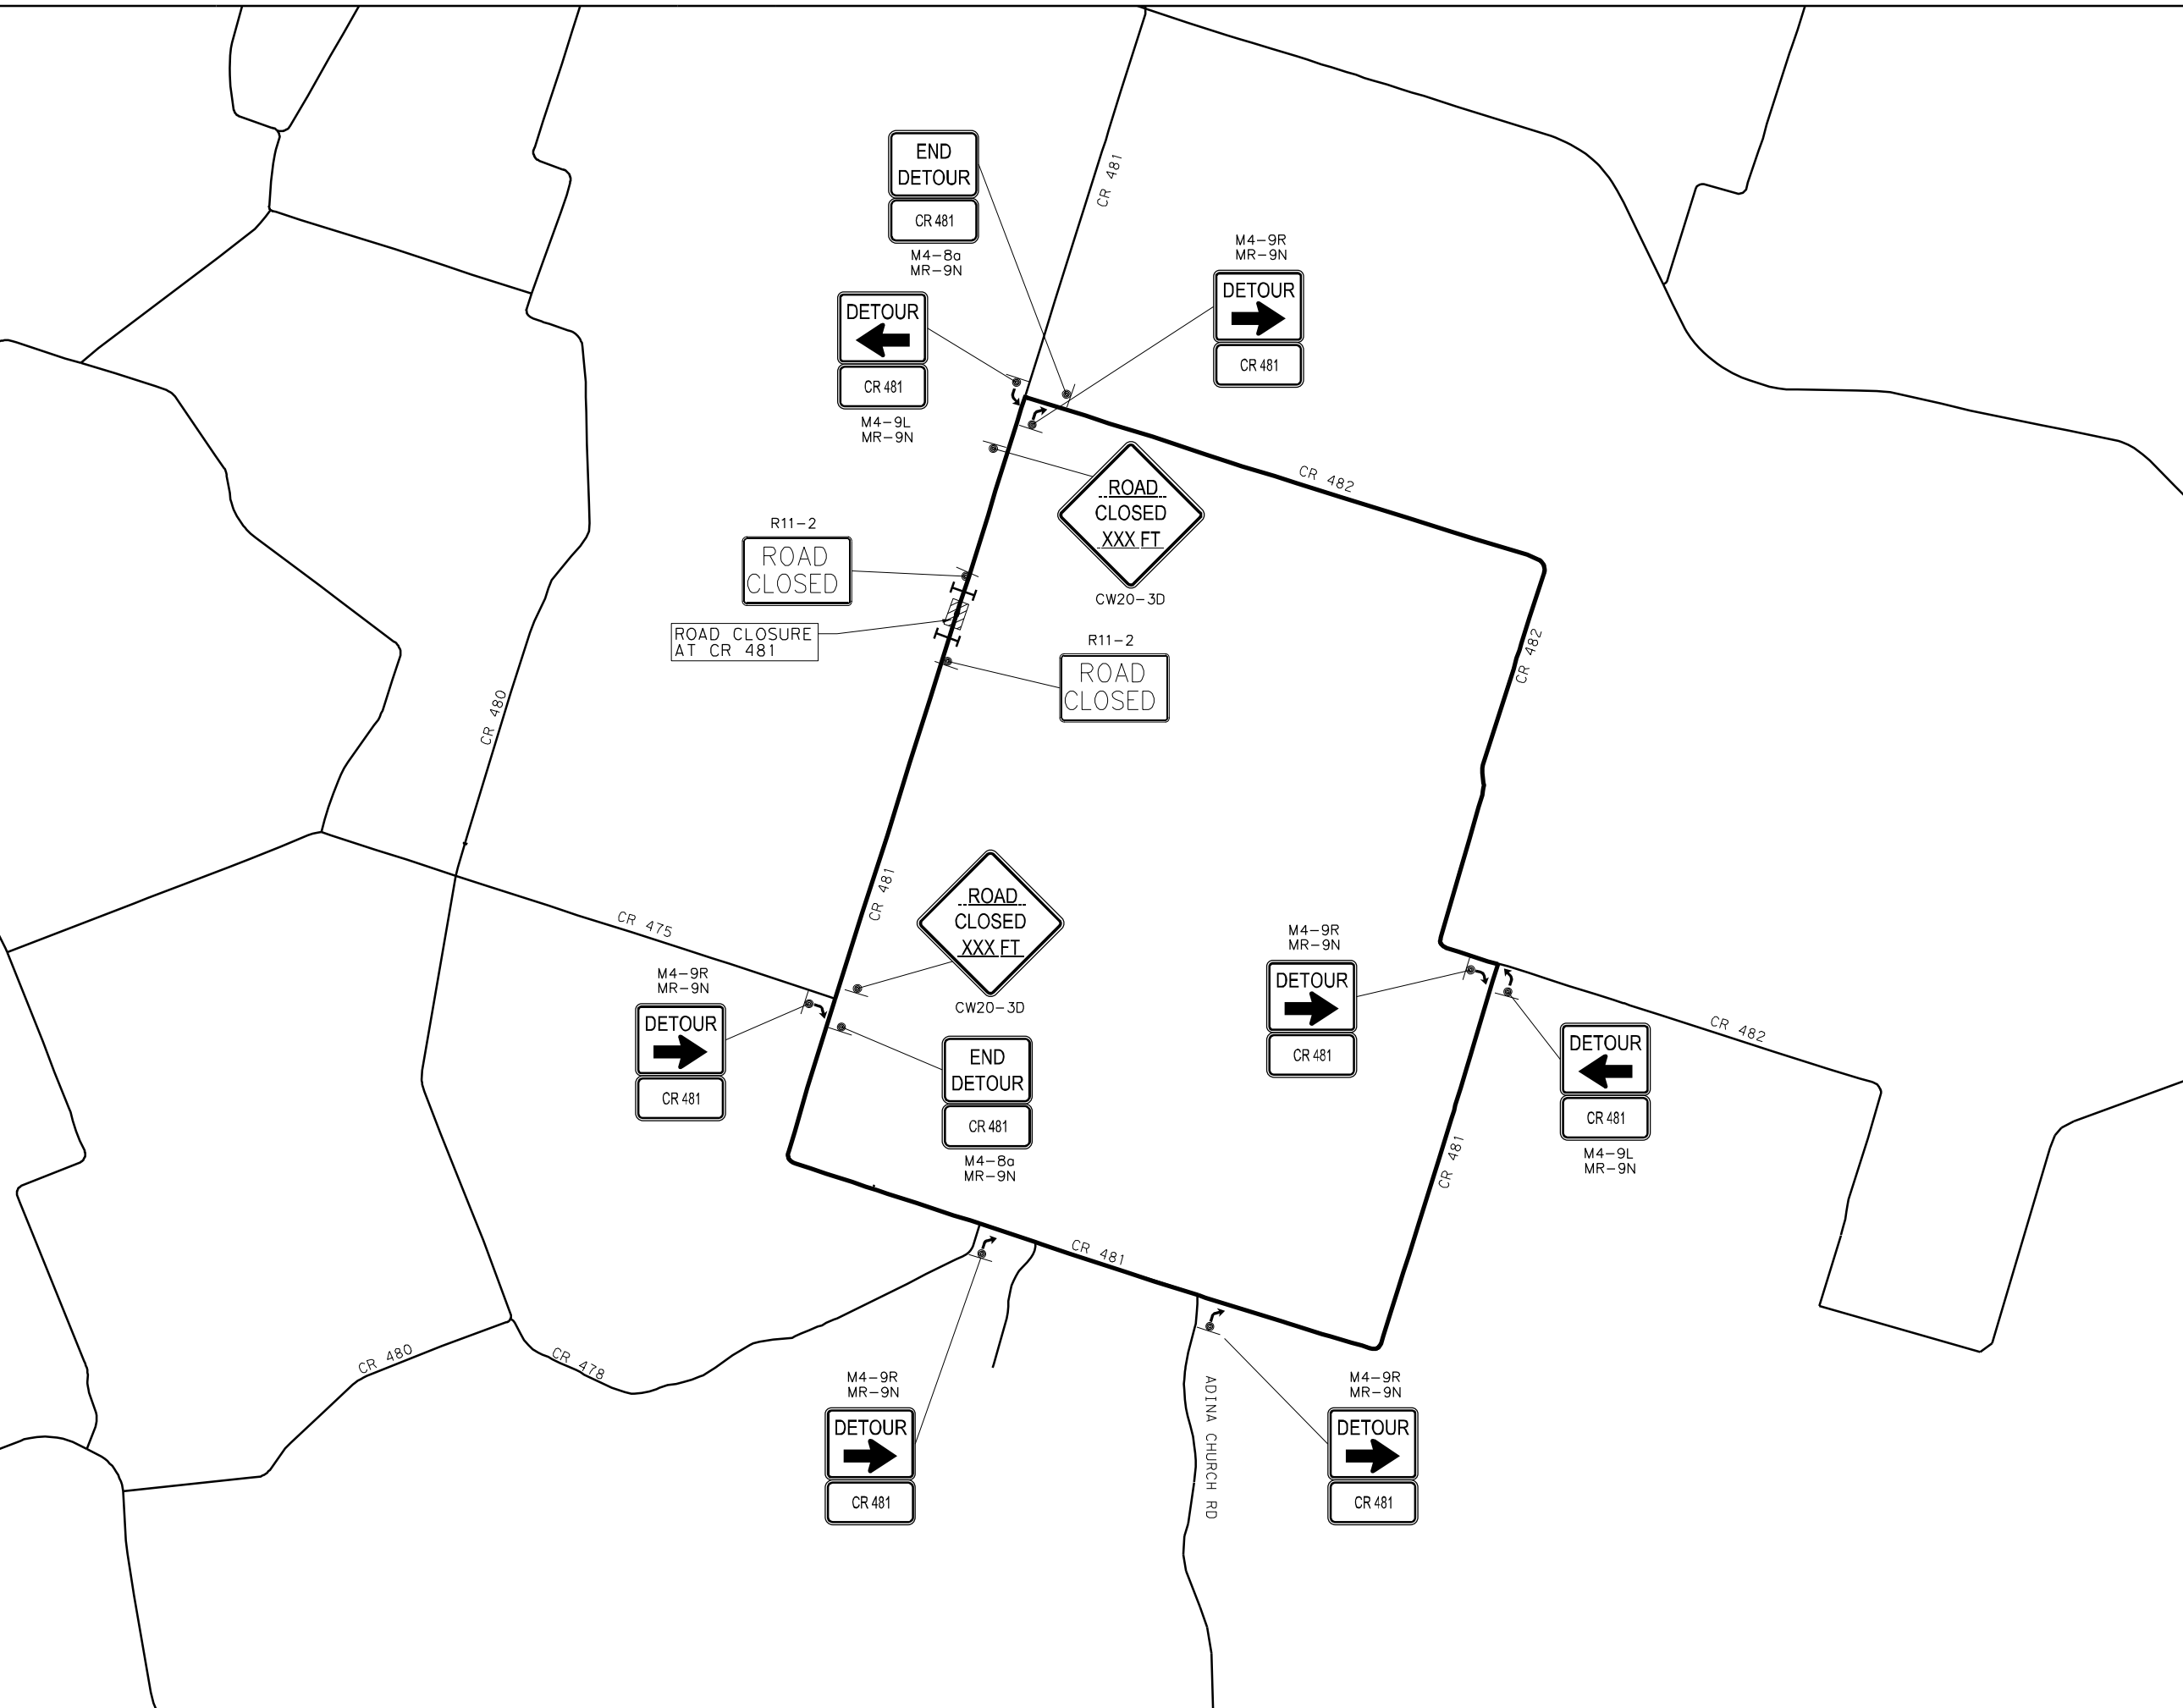 CR 481
END
DETOUR
CR 481
M4-8a
MR-9N
M4-9R
MR-9N
DETOUR
CR 481
DETOUR
CR 481
M4-9L
MR-9N
CR 482
ROAD
CLOSED
XXX FT
CW20-3D
R11-2
ROAD
CLOSED
ROAD CLOSURE
AT CR 481
R11-2
ROAD
CLOSED
CR 482
CR 480
CR 481
ROAD
CLOSED
XXX FT
CW20-3D
CR 475
M4-9R
MR-9N
DETOUR
CR 481
M4-9R
MR-9N
DETOUR
CR 481
END
DETOUR
CR 481
M4-8a
MR-9N
CR 482
DETOUR
CR 481
M4-9L
MR-9N
CR 481
CR 481
CR 480
CR 478
M4-9R
MR-9N
DETOUR
CR 481
ADINA CHURCH RD
M4-9R
MR-9N
DETOUR
CR 481